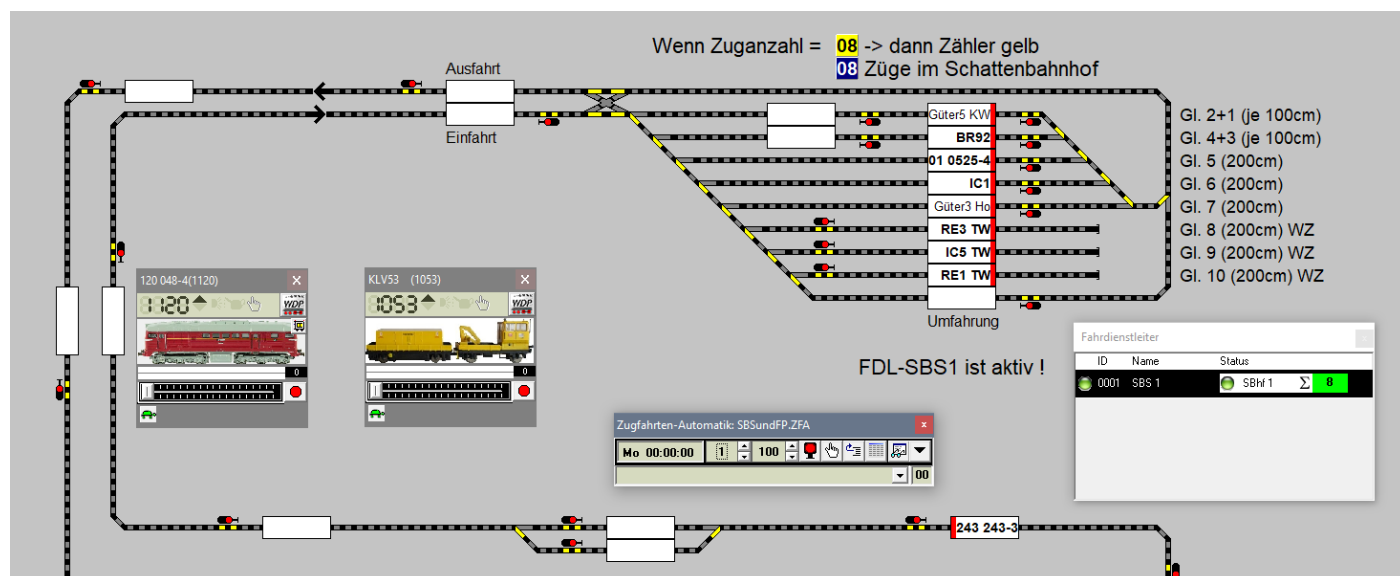 Wenn Zuganzahl = 08 -> dann Zähler gelb
08 Züge im Schattenbahnhof
Ausfahrt
Einfahrt
Güter5 KW
BR92
01 0525-4
IC1
Güter3 Ho
RE3 TW
IC5 TW
RE1 TW
Umfahrung
Gl. 2+1 (je 100cm)
Gl. 4+3 (je 100cm)
Gl. 5 (200cm)
Gl. 6 (200cm)
Gl. 7 (200cm)
Gl. 8 (200cm) WZ
Gl. 9 (200cm) WZ
Gl. 10 (200cm) WZ
120 048-4(1120)
1120
WDP
0
KLV53 (1053)
1053
WDP
0
FDL-SBS1 ist aktiv !
Fahrdienstleiter
ID Name Status
0001 SBS 1 SBhf 1 Σ 8
Zugfahrten-Automatik: SBSundFP.ZFA
Mo 00:00:00 1 100
00
243 243-3